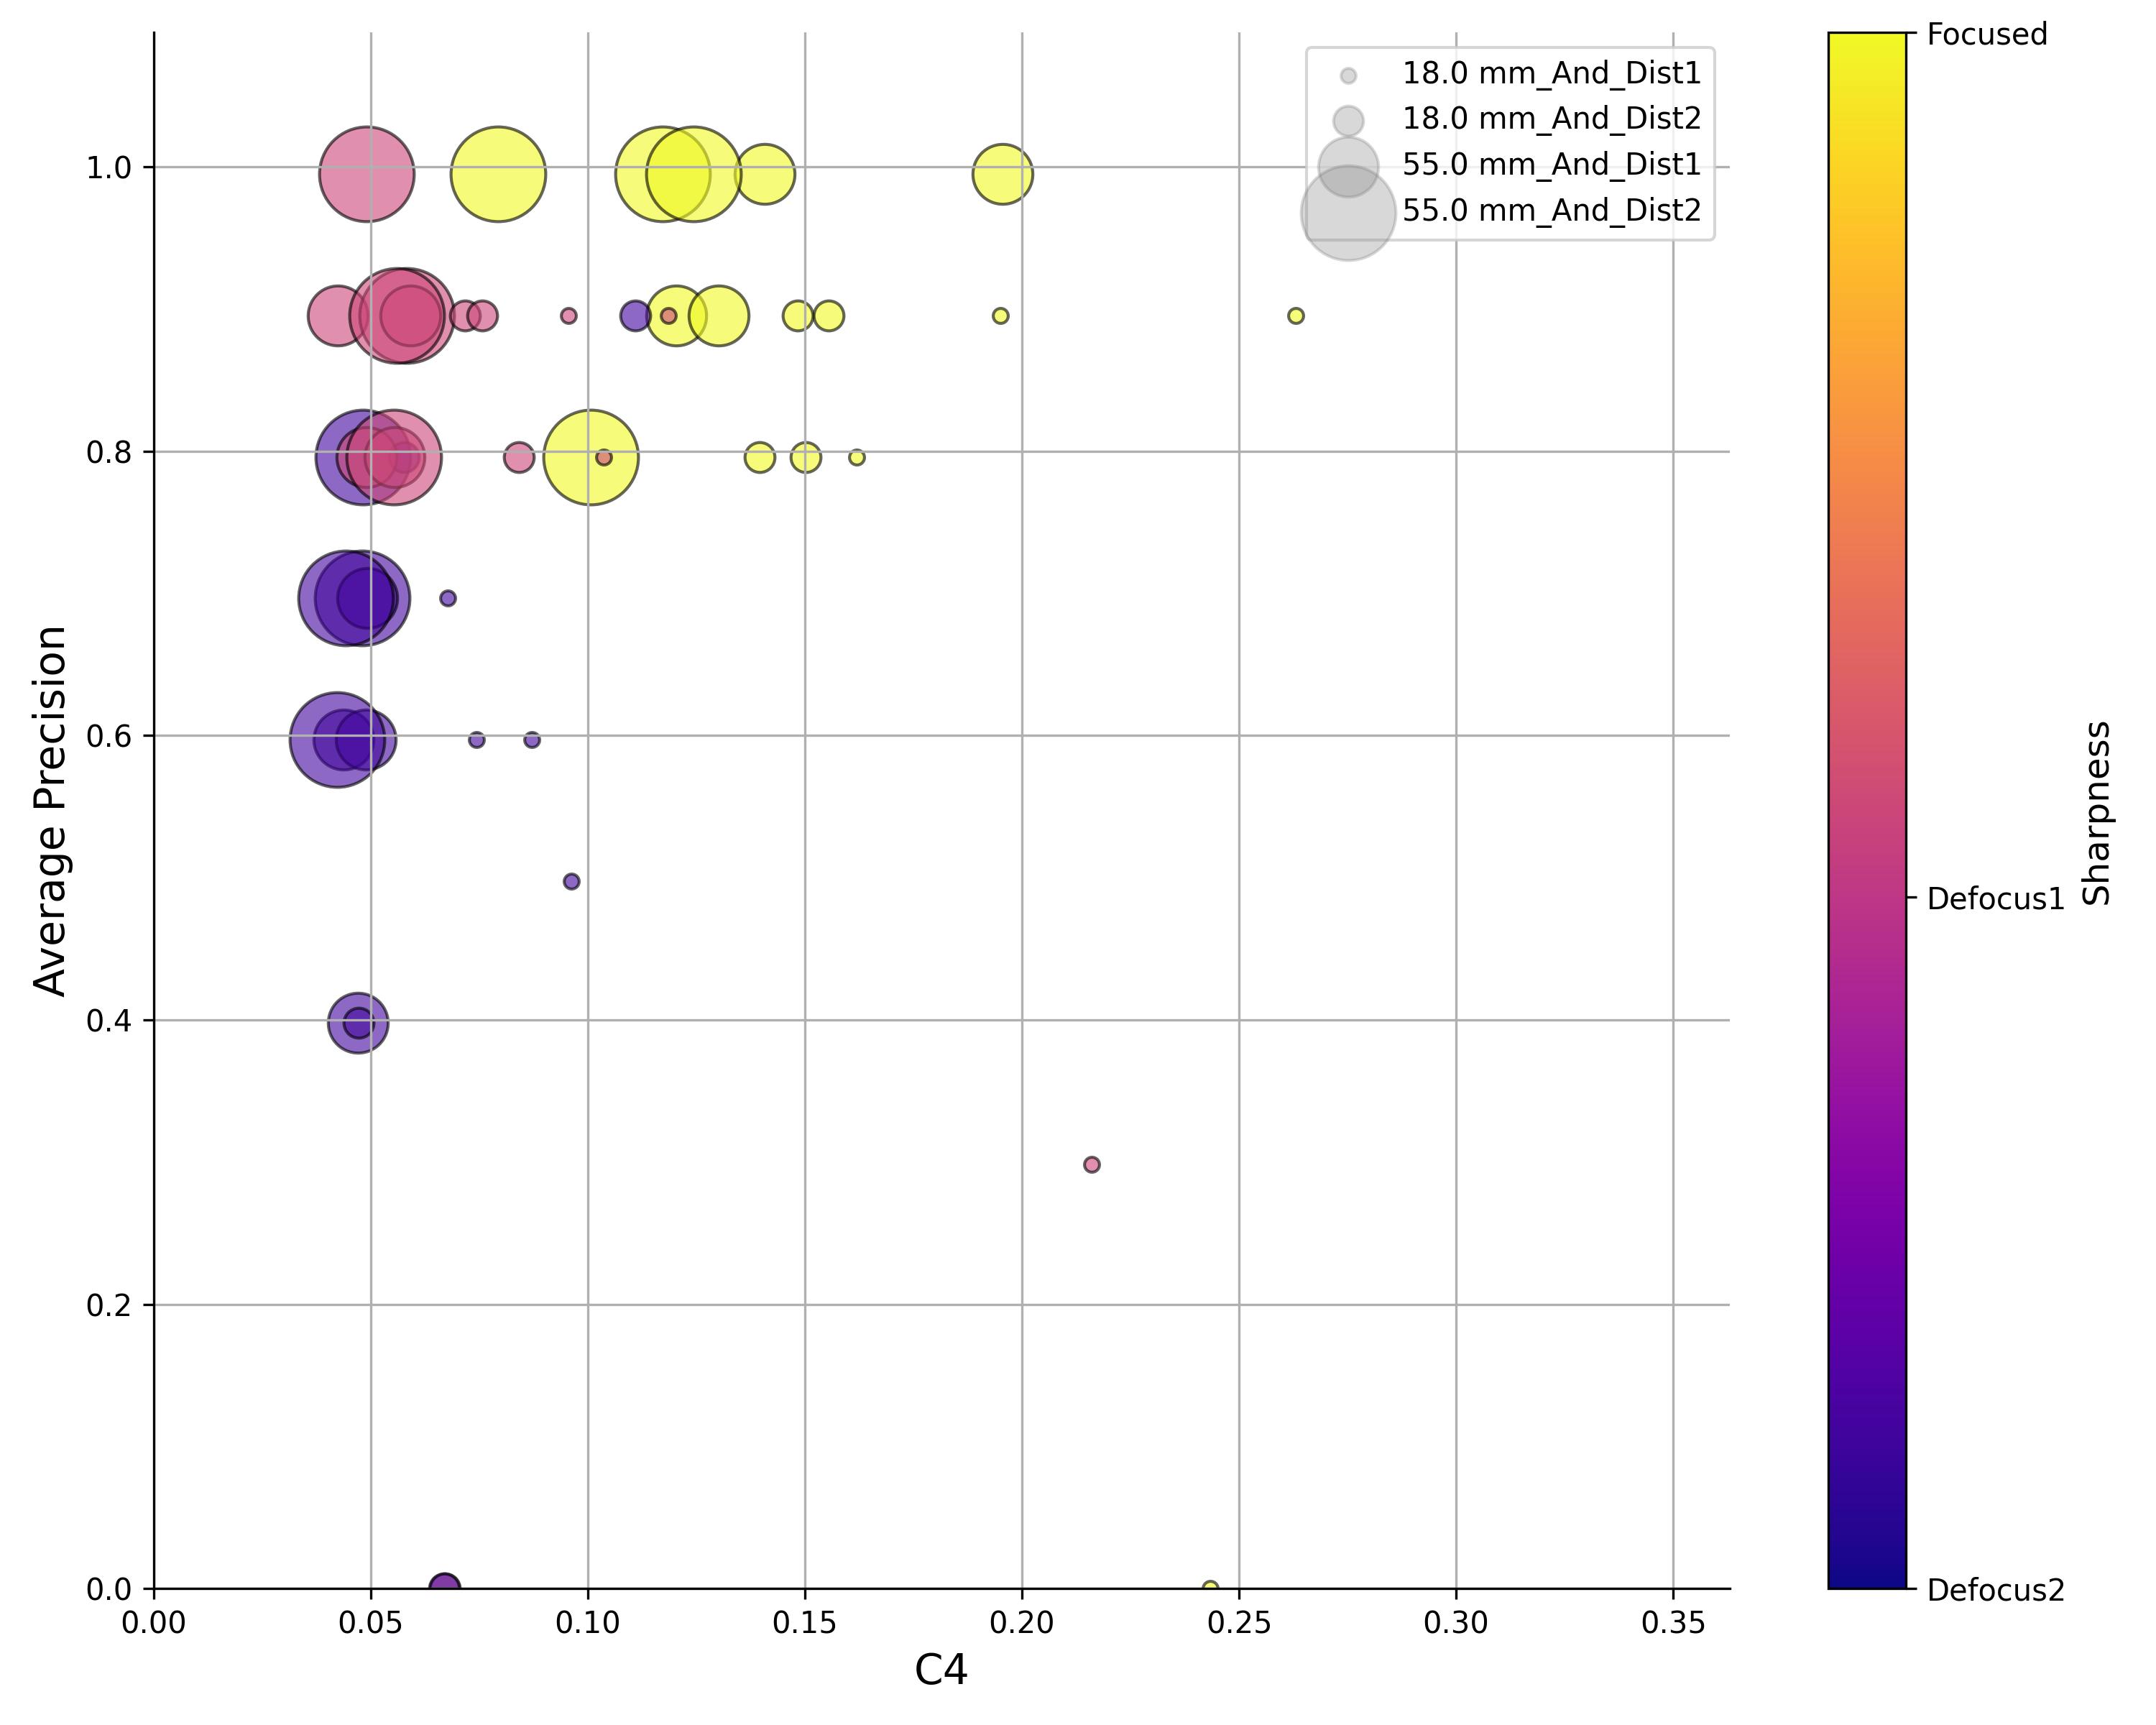 18.0 mm_And_Dist1
18.0 mm_And_Dist2
55.0 mm_And_Dist1
55.0 mm_And_Dist2
Average Precision
1.0
0.8
0.6
0.4
0.2
0.0
0.00 0.05 0.10 0.15 0.20 0.25 0.30 0.35
C4
Focused
Defocus1
Defocus2
Sharpness